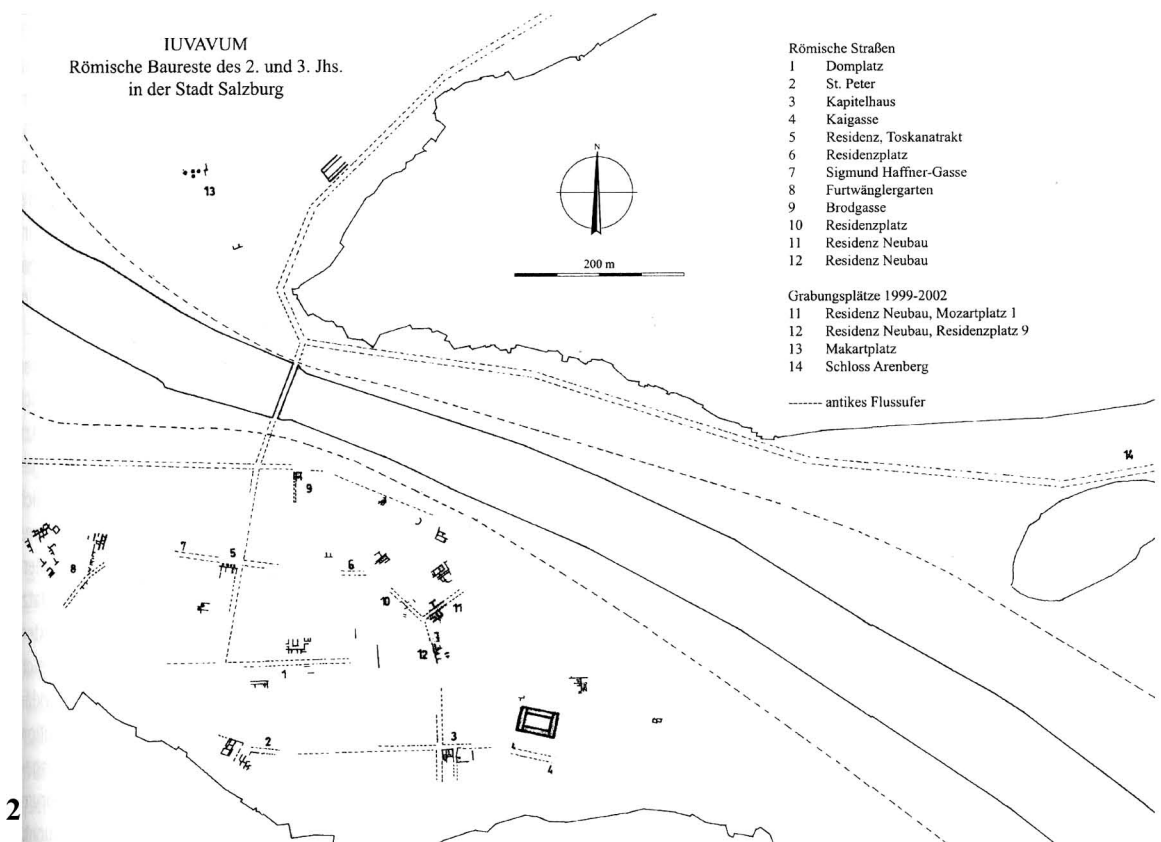 IUVAVUM
Römische Baureste des 2. und 3. Jhs.
in der Stadt Salzburg
Römische Straßen
1 Domplatz
2 St. Peter
3 Kapitelhaus
4 Kaigasse
5 Residenz, Toskanatrakt
6 Residenzplatz
7 Sigmund Haffner-Gasse
8 Furtwänglergarten
9 Brodgasse
10 Residenzplatz
11 Residenz Neubau
12 Residenz Neubau
Grabungsplätze 1999-2002
11 Residenz Neubau, Mozartplatz 1
12 Residenz Neubau, Residenzplatz 9
13 Makartplatz
14 Schloss Arenberg
------ antikes Flussufer
N
200 m
13
14
9
7
5
8
6
10
11
12
1
2
3
4
4
2